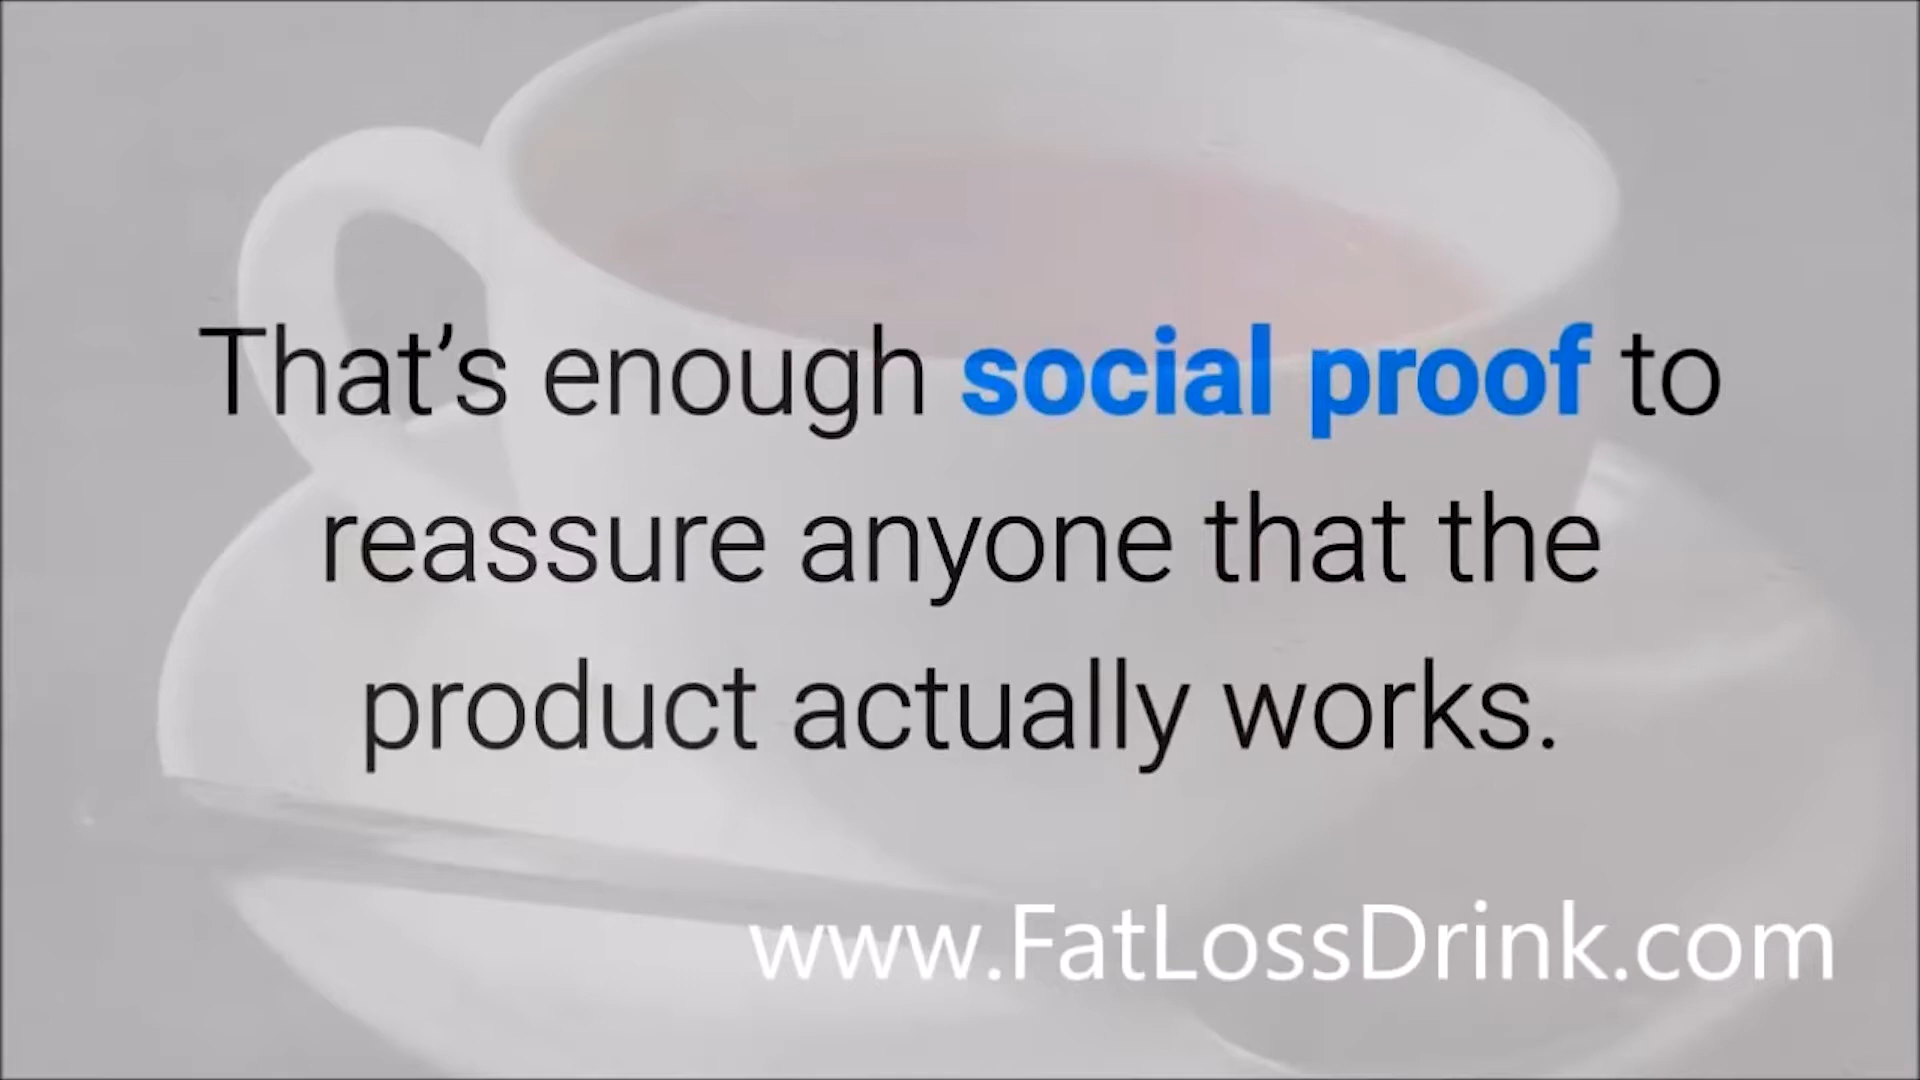 That’s enough social proof to
reassure anyone that the
product actually works.
www.FatLossDrink.com